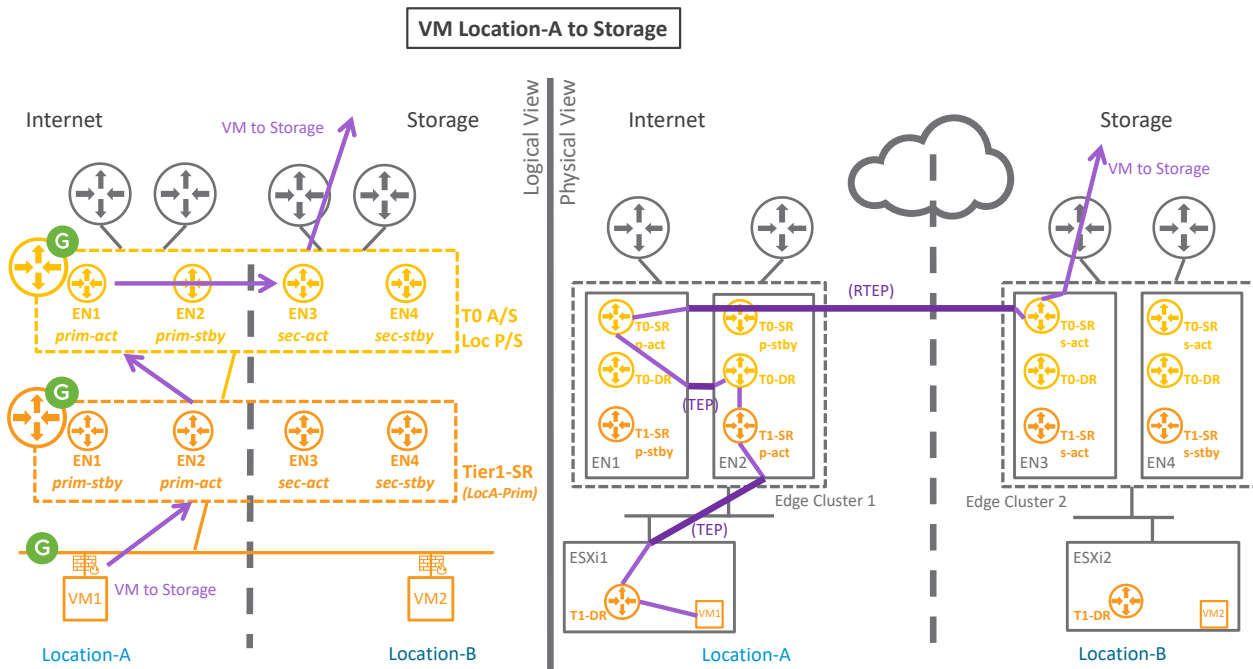 VM Location-A to Storage
Internet
VM to Storage
Storage
G
EN1
EN2
EN3
EN4
prim-act
prim-stby
sec-act
sec-stby
T0 A/S
Loc P/S
G
EN1
EN2
EN3
EN4
prim-stby
prim-act
sec-act
sec-stby
Tier1-SR
(LocA-Prim)
G
VM1
VM to Storage
VM2
Location-A
Location-B
Logical View
Physical View
Internet
Storage
VM to Storage
(RTEP)
T0-SR
p-act
T0-DR
T1-SR
p-stby
EN1
(TEP)
T0-SR
p-stby
T0-DR
T1-SR
p-act
EN2
Edge Cluster 1
(TEP)
ESXi1
T1-DR
VM1
Location-A
T0-SR
s-act
T0-DR
T1-SR
s-act
EN3
T0-SR
s-act
T0-DR
T1-SR
s-stby
EN4
Edge Cluster 2
ESXi2
T1-DR
VM2
Location-B